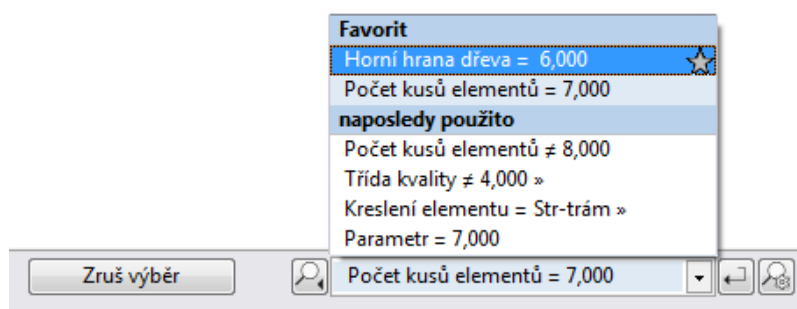 Favorit
Horní hrana dřeva =  6,000
Počet kusů elementů = 7,000
naposledy použito
Počet kusů elementů ≠ 8,000
Třída kvality ≠ 4,000 »
Kreslení elementu = Str-trám »
Parametr = 7,000
Zruš výběr
Počet kusů elementů = 7,000